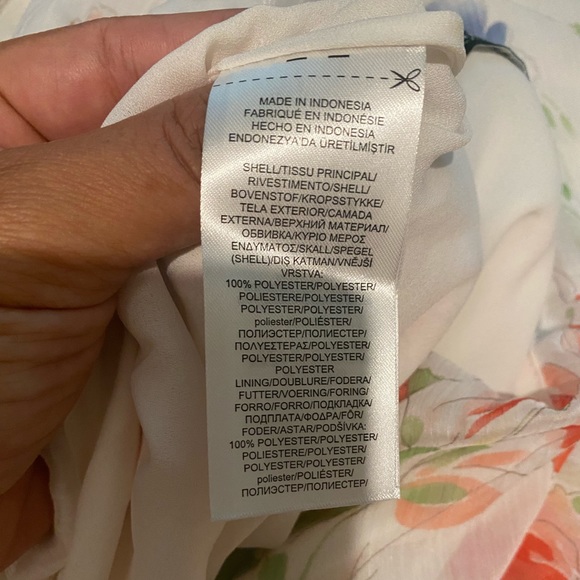 MADE IN INDONESIA
FABRIQUÉ EN INDONÉSIE
HECHO EN INDONESIA
ENDONEZYA'DA ÜRETİLMİŞTİR
SHELL/TISSU PRINCIPAL/
RIVESTIMENTO/SHELL/
BOVENSTOF/KROPSSTYKKE/
TELA EXTERIOR/CAMADA
EXTERNA/ВЕРХНИЙ МАТЕРИАЛ/
ОБВИВКА/ΚΥΡΙΟ ΜΕΡΟΣ
ΕΝΔΥΜΑΤΟΣ/SKALL/SPEGEL
(SHELL)/DIŞ KATMAN/VNĚJŠÍ
VRSTVA:
100% POLYESTER/POLYESTER/
POLIESTERE/POLYESTER/
POLYESTER/POLYESTER/
poliester/POLIÉSTER/
ПОЛИЭСТЕР/ПОЛИЕСТЕР/
ΠΟΛΥΕΣΤΕΡΑΣ/POLYESTER/
POLYESTER/POLYESTER/
POLYESTER
LINING/DOUBLURE/FODERA/
FUTTER/VOERING/FORING/
FORRO/FORRO/ПОДКЛАДКА/
ПОДПЛАТА/ΦΟΔΡΑ/FÔR/
FODER/ASTAR/PODŠÍVKA:
100% POLYESTER/POLYESTER/
POLIESTERE/POLYESTER/
POLYESTER/POLYESTER/
poliester/POLIÉSTER/
ПОЛИЭСТЕР/ПОЛИЕСТЕР/